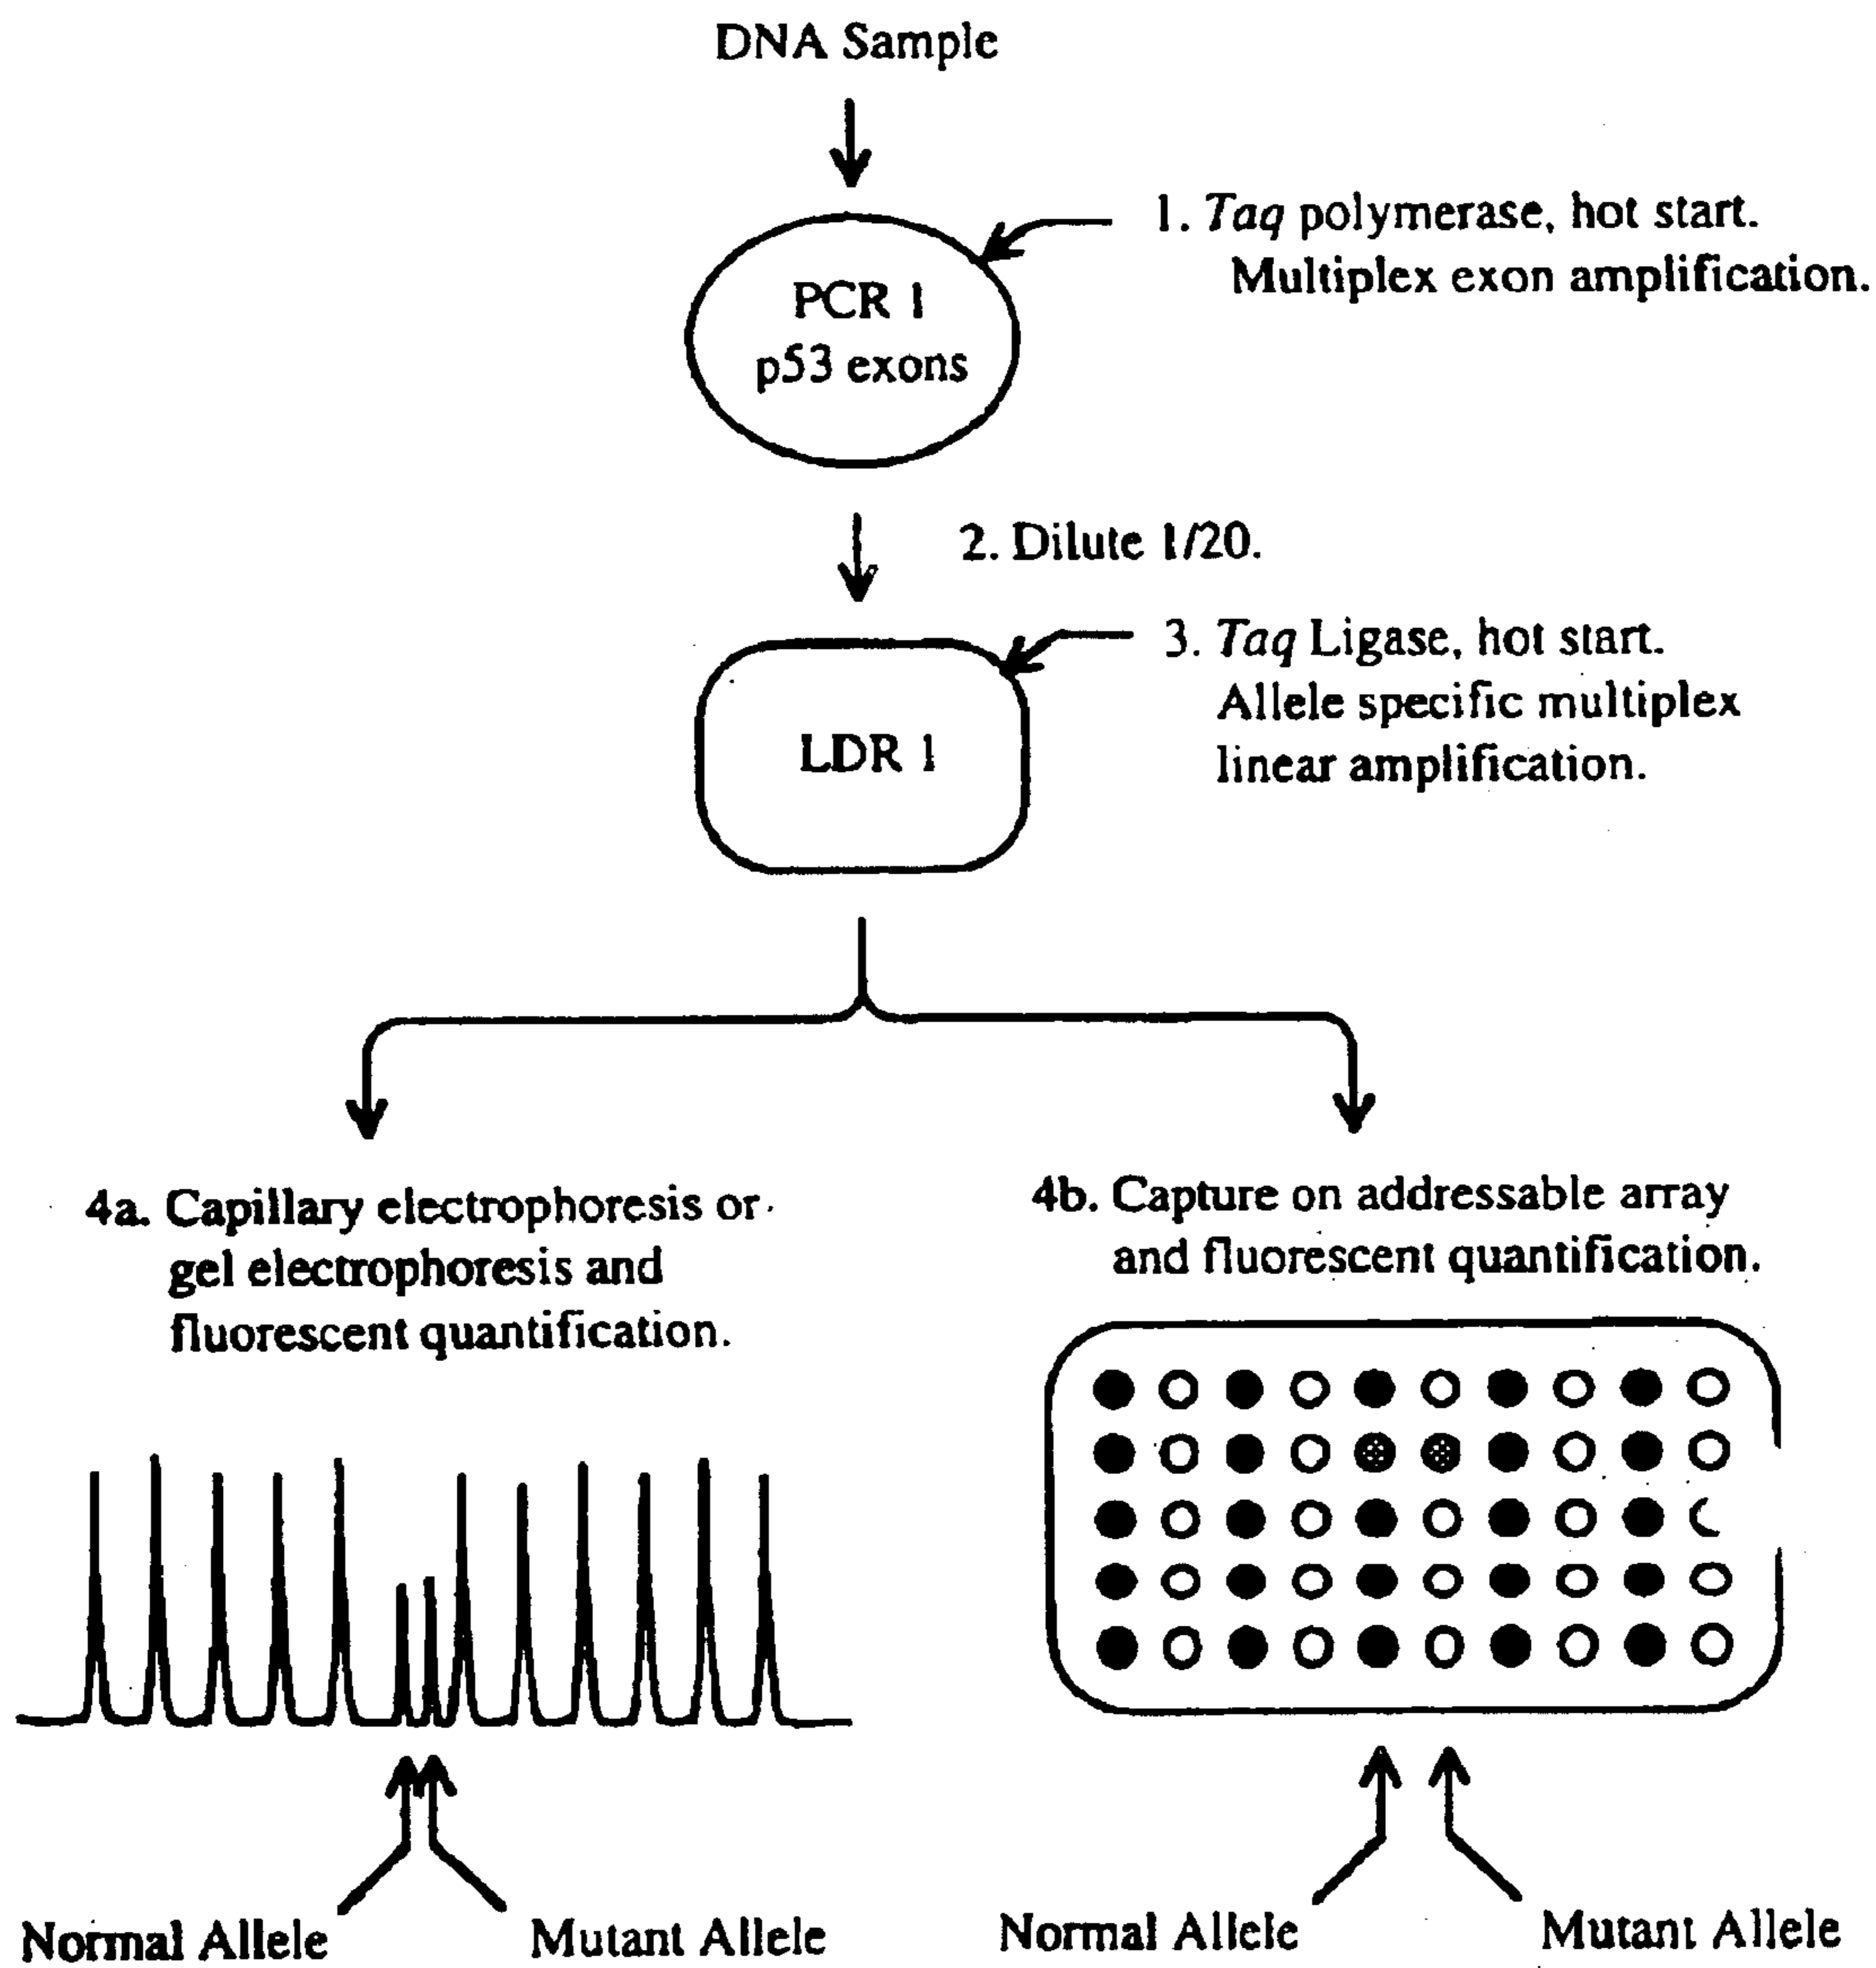 DNA Sample
1. Taq polymerase, hot start.
Multiplex exon amplification.
PCR 1
p53 exons
2. Dilute 1/20.
3. Taq Ligase, hot start.
Allele specific multiplex
linear amplification.
LDR 1
4a. Capillary electrophoresis or
gel electrophoresis and
fluorescent quantification.
4b. Capture on addressable array
and fluorescent quantification.
Normal Allele
Mutant Allele
Normal Allele
Mutant Allele